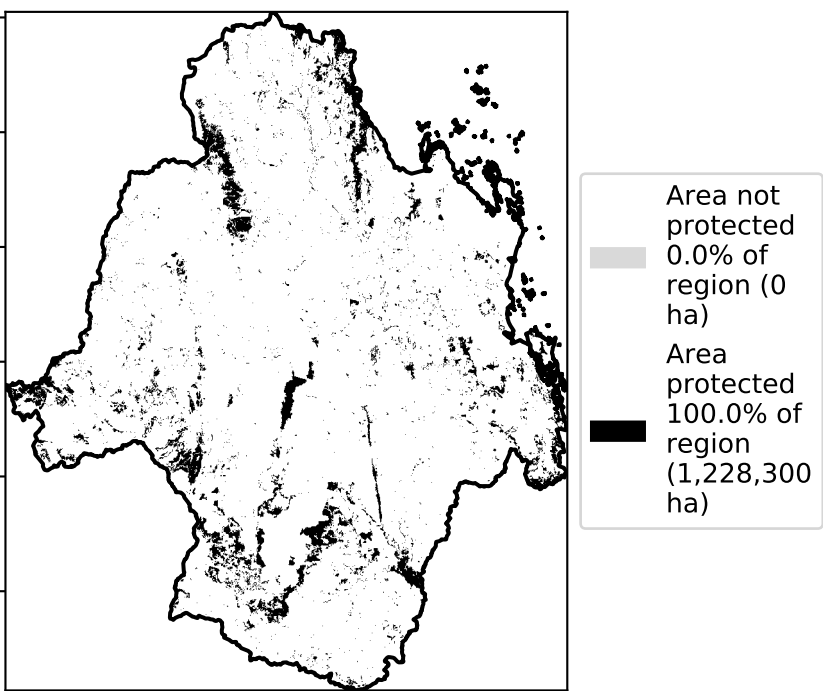 Area not
protected
0.0% of
region (0
ha)
Area
protected
100.0% of
region
(1,228,300
ha)